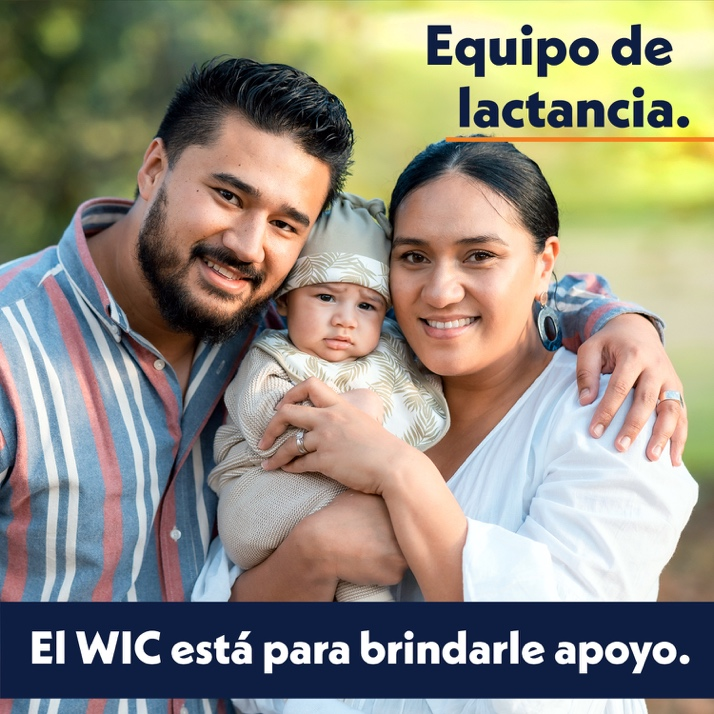 Equipo de
lactancia.
El WIC está para brindarle apoyo.